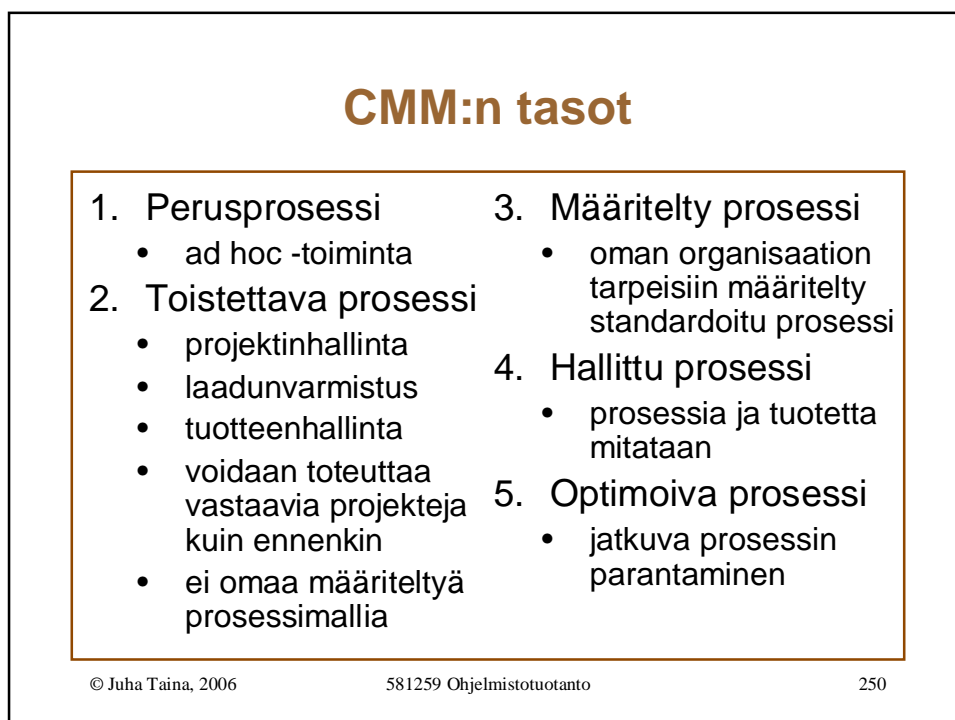 CMM:n tasot
1. Perusprosessi
• ad hoc -toiminta
2. Toistettava prosessi
• projektinhallinta
• laadunvarmistus
• tuotteenhallinta
• voidaan toteuttaa
vastaavia projekteja
kuin ennenkin
• ei omaa määriteltyä
prosessimallia
3. Määritelty prosessi
• oman organisaation
tarpeisiin määritelty
standardoitu prosessi
4. Hallittu prosessi
• prosessia ja tuotetta
mitataan
5. Optimoiva prosessi
• jatkuva prosessin
parantaminen
© Juha Taina, 2006 581259 Ohjelmistotuotanto 250